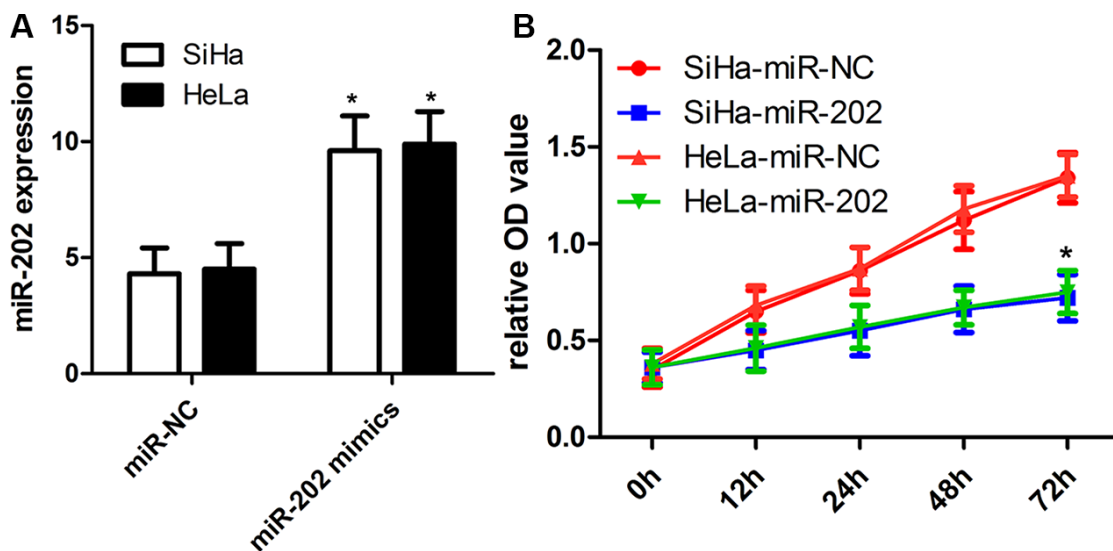 A
miR-202 expression
15
10
5
0
SiHa
HeLa
* *
miR-NC
miR-202 mimics
B
relative OD value
2.0
1.5
1.0
0.5
0.0
SiHa-miR-NC
SiHa-miR-202
HeLa-miR-NC
HeLa-miR-202
*
0h 12h 24h 48h 72h